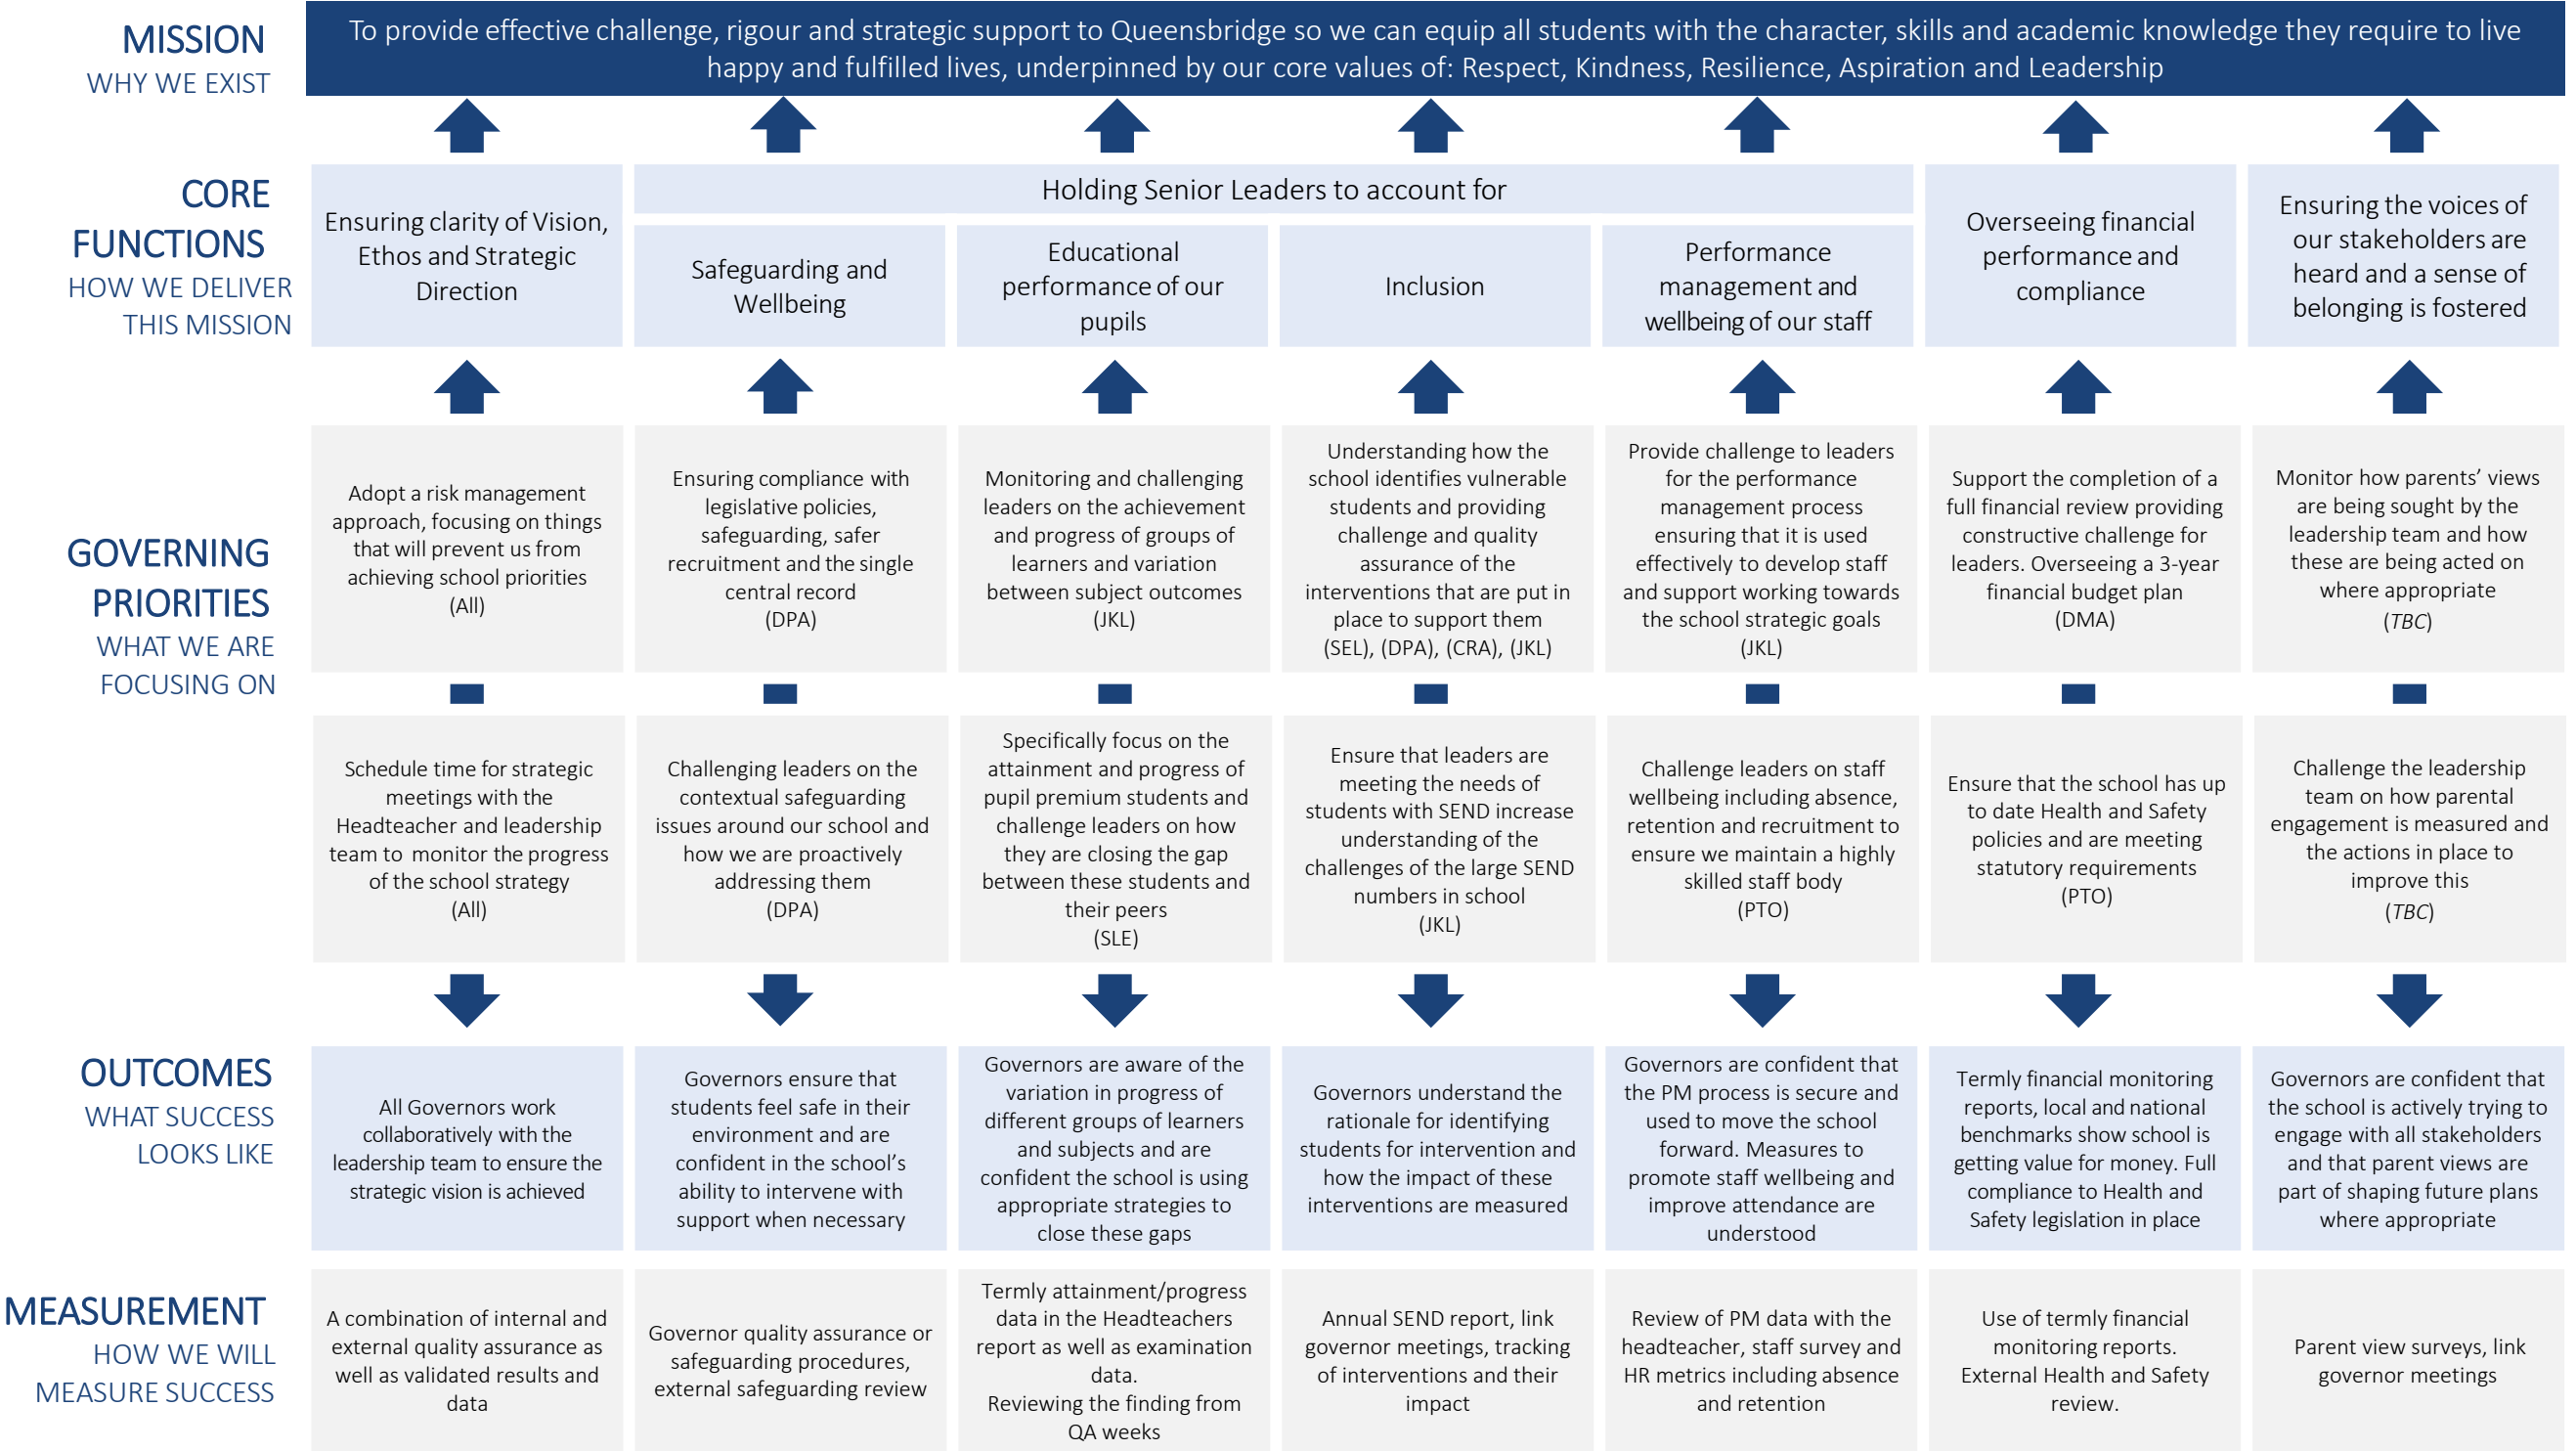 MISSION
WHY WE EXIST
To provide effective challenge, rigour and strategic support to Queensbridge so we can equip all students with the character, skills and academic knowledge they require to live
happy and fulfilled lives, underpinned by our core values of: Respect, Kindness, Resilience, Aspiration and Leadership
CORE
FUNCTIONS
HOW WE DELIVER
THIS MISSION
Ensuring clarity of Vision,
Ethos and Strategic
Direction
Holding Senior Leaders to account for
Safeguarding and
Wellbeing
Educational
performance of our
pupils
Inclusion
Performance
management and
wellbeing of our staff
Overseeing financial
performance and
compliance
Ensuring the voices of
our stakeholders are
heard and a sense of
belonging is fostered
GOVERNING
PRIORITIES
WHAT WE ARE
FOCUSING ON
Adopt a risk management
approach, focusing on things
that will prevent us from
achieving school priorities
(All)
Ensuring compliance with
legislative policies,
safeguarding, safer
recruitment and the single
central record
(DPA)
Monitoring and challenging
leaders on the achievement
and progress of groups of
learners and variation
between subject outcomes
(JKL)
Understanding how the
school identifies vulnerable
students and providing
challenge and quality
assurance of the
interventions that are put in
place to support them
(SEL), (DPA), (CRA), (JKL)
Provide challenge to leaders
for the performance
management process
ensuring that it is used
effectively to develop staff
and support working towards
the school strategic goals
(JKL)
Support the completion of a
full financial review providing
constructive challenge for
leaders. Overseeing a 3-year
financial budget plan
(DMA)
Monitor how parents’ views
are being sought by the
leadership team and how
these are being acted on
where appropriate
(TBC)
Schedule time for strategic
meetings with the
Headteacher and leadership
team to monitor the progress
of the school strategy
(All)
Challenging leaders on the
contextual safeguarding
issues around our school and
how we are proactively
addressing them
(DPA)
Specifically focus on the
attainment and progress of
pupil premium students and
challenge leaders on how
they are closing the gap
between these students and
their peers
(SLE)
Ensure that leaders are
meeting the needs of
students with SEND increase
understanding of the
challenges of the large SEND
numbers in school
(JKL)
Challenge leaders on staff
wellbeing including absence,
retention and recruitment to
ensure we maintain a highly
skilled staff body
(PTO)
Ensure that the school has up
to date Health and Safety
policies and are meeting
statutory requirements
(PTO)
Challenge the leadership
team on how parental
engagement is measured and
the actions in place to
improve this
(TBC)
OUTCOMES
WHAT SUCCESS
LOOKS LIKE
All Governors work
collaboratively with the
leadership team to ensure the
strategic vision is achieved
Governors ensure that
students feel safe in their
environment and are
confident in the school’s
ability to intervene with
support when necessary
Governors are aware of the
variation in progress of
different groups of learners
and subjects and are
confident the school is using
appropriate strategies to
close these gaps
Governors understand the
rationale for identifying
students for intervention and
how the impact of these
interventions are measured
Governors are confident that
the PM process is secure and
used to move the school
forward. Measures to
promote staff wellbeing and
improve attendance are
understood
Termly financial monitoring
reports, local and national
benchmarks show school is
getting value for money. Full
compliance to Health and
Safety legislation in place
Governors are confident that
the school is actively trying to
engage with all stakeholders
and that parent views are
part of shaping future plans
where appropriate
MEASUREMENT
HOW WE WILL
MEASURE SUCCESS
A combination of internal and
external quality assurance as
well as validated results and
data
Governor quality assurance or
safeguarding procedures,
external safeguarding review
Termly attainment/progress
data in the Headteachers
report as well as examination
data.
Reviewing the finding from
QA weeks
Annual SEND report, link
governor meetings, tracking
of interventions and their
impact
Review of PM data with the
headteacher, staff survey and
HR metrics including absence
and retention
Use of termly financial
monitoring reports.
External Health and Safety
review.
Parent view surveys, link
governor meetings